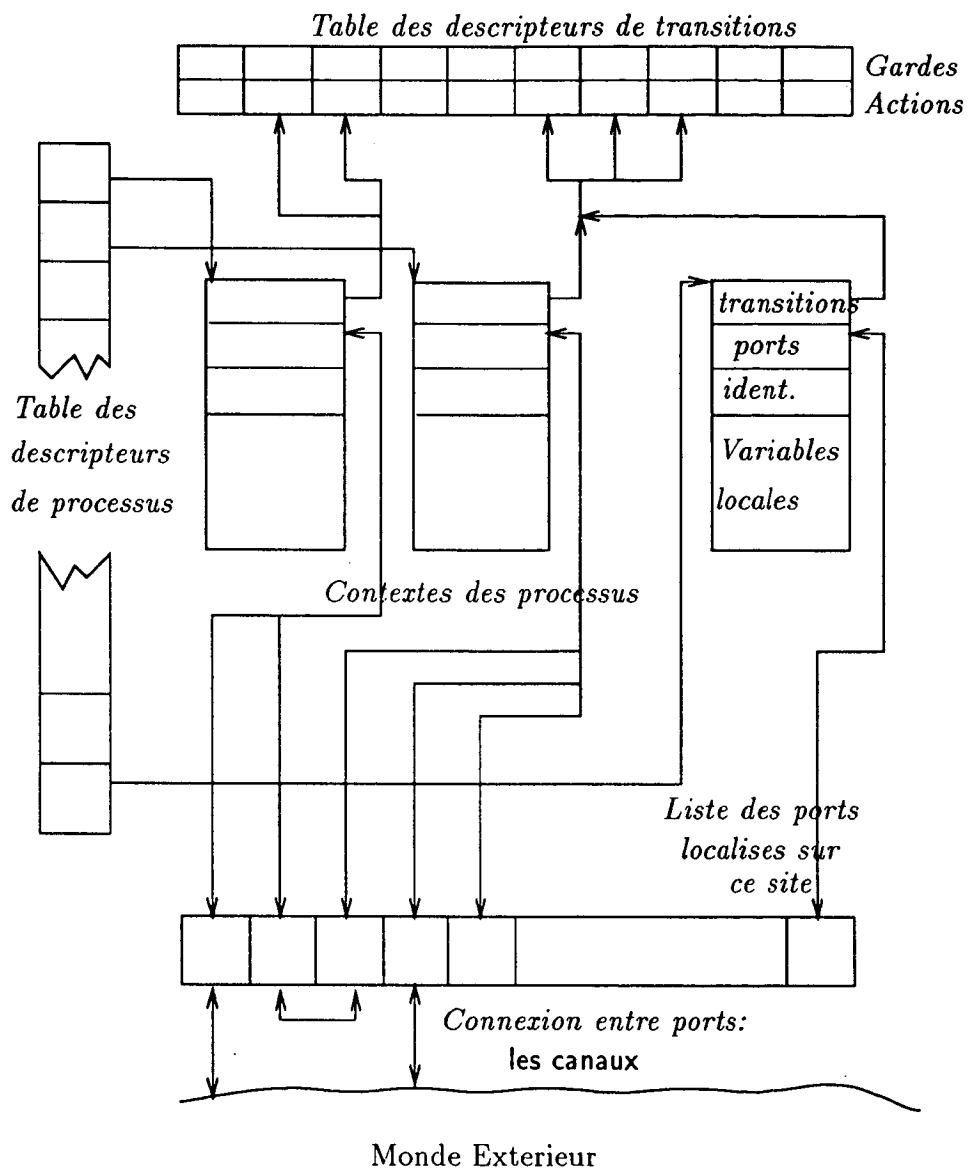 Table des descripteurs de transitions
Gardes
Actions
transitions
ports
ident.
Variables
locales
Table des
descripteurs
de processus
Contextes des processus
Liste des ports
localises sur
ce site
Connexion entre ports:
les canaux
Monde Exterieur